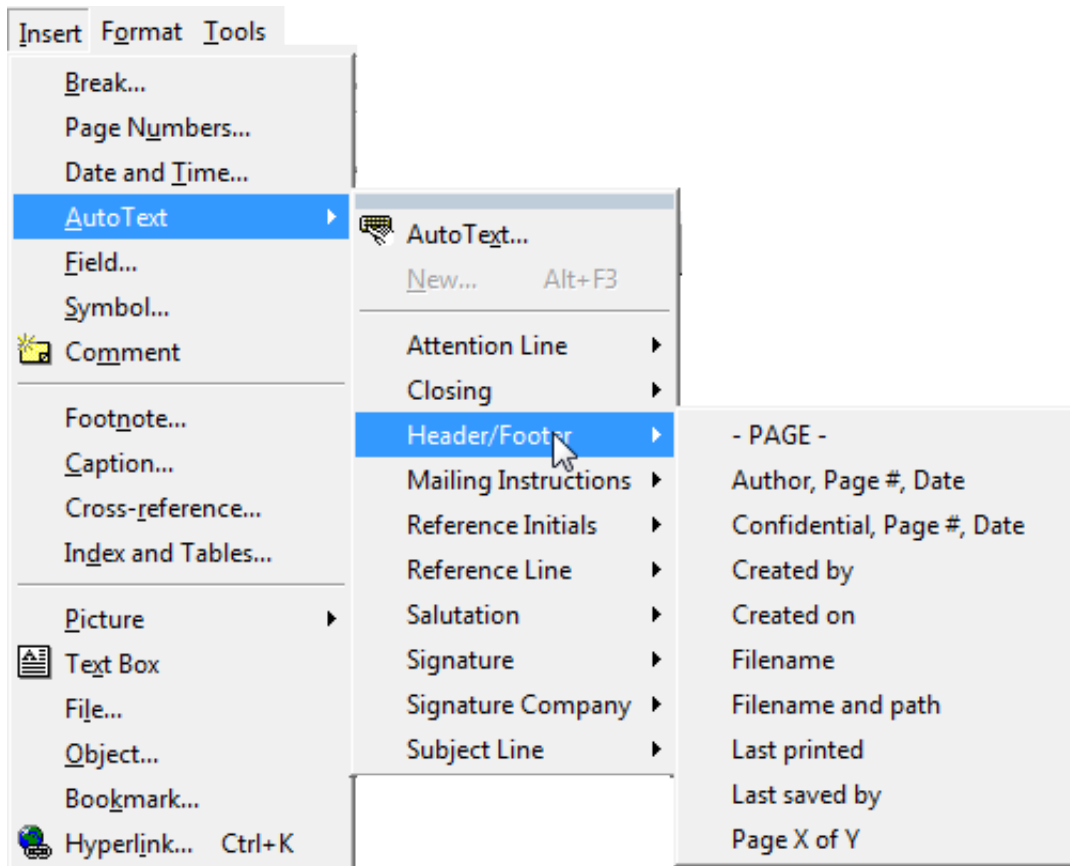 Insert Format Tools
Break...
Page Numbers...
Date and Time...
AutoText
Field...
Symbol...
Comment
Footnote...
Caption...
Cross-reference...
Index and Tables...
Picture
Text Box
File...
Object...
Bookmark...
Hyperlink... Ctrl+K
AutoText...
New... Alt+F3
Attention Line
Closing
Header/Footer
Mailing Instructions
Reference Initials
Reference Line
Salutation
Signature
Signature Company
Subject Line
- PAGE -
Author, Page #, Date
Confidential, Page #, Date
Created by
Created on
Filename
Filename and path
Last printed
Last saved by
Page X of Y